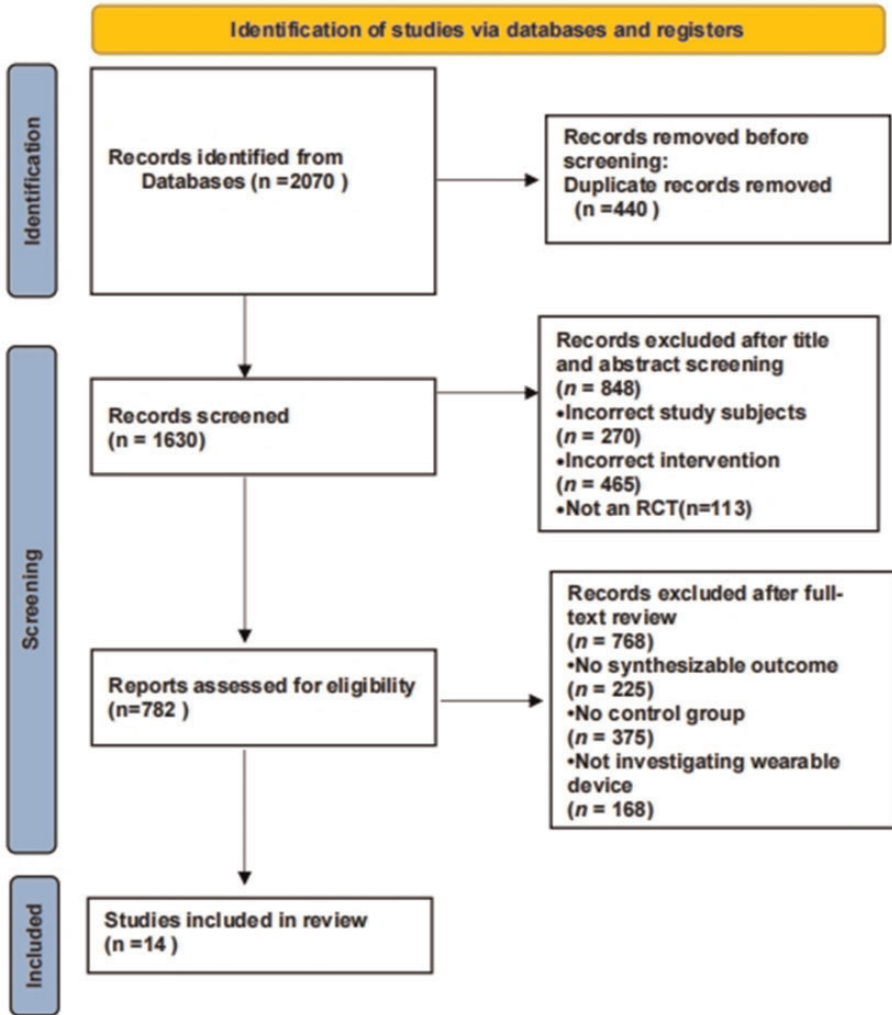 Identification of studies via databases and registers
Identification
Records identified from
Databases (n =2070 )
Records removed before
screening:
Duplicate records removed
(n =440 )
Screening
Records screened
(n = 1630)
Records excluded after title
and abstract screening
(n = 848)
•Incorrect study subjects
(n = 270)
•Incorrect intervention
(n = 465)
•Not an RCT(n=113)
Reports assessed for eligibility
(n=782 )
Records excluded after full-
text review
(n = 768)
•No synthesizable outcome
(n = 225)
•No control group
(n = 375)
•Not investigating wearable
device
(n = 168)
Included
Studies included in review
(n =14 )